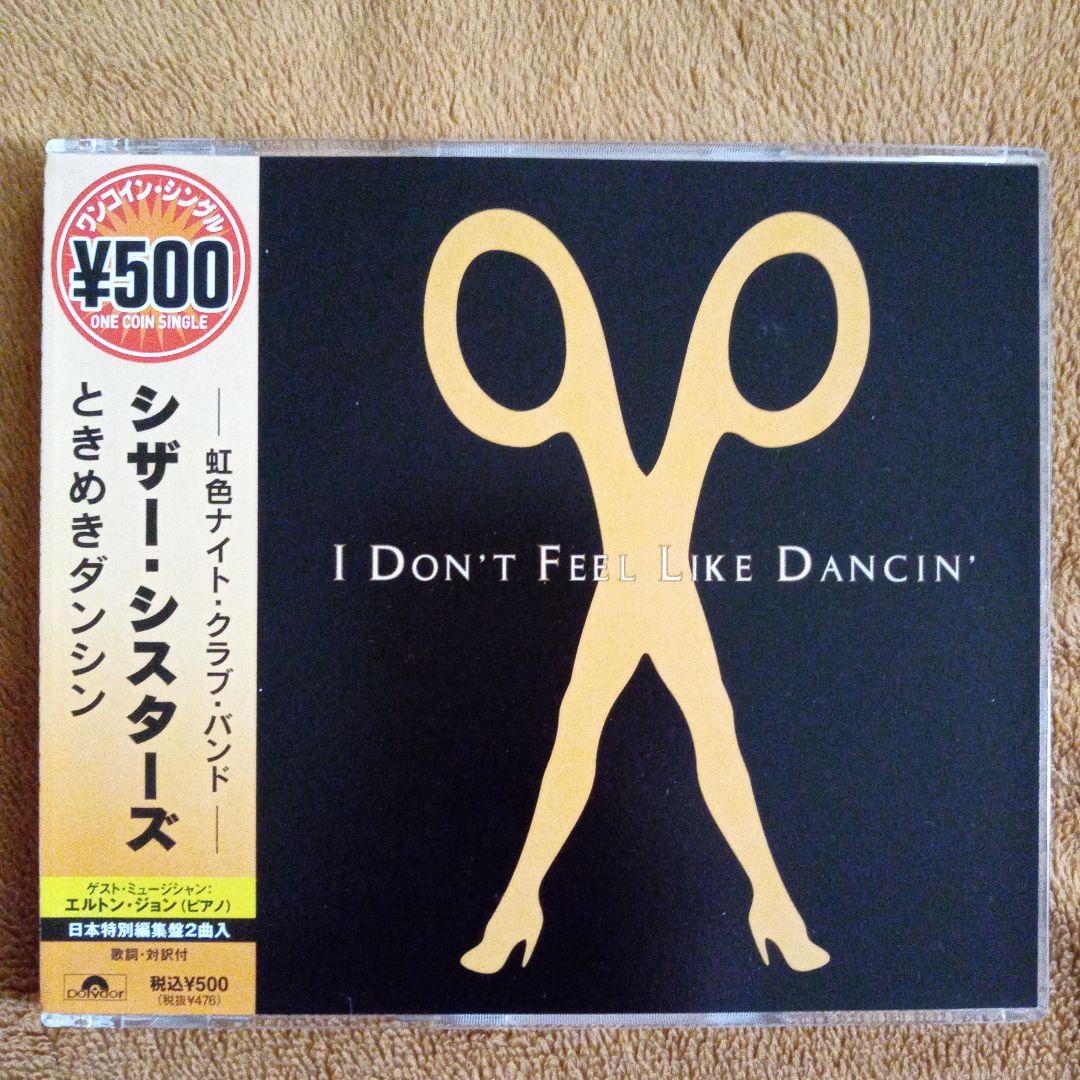 ワンコイン・シングル
¥500
ONE COIN SINGLE
虹色ナイト・クラブ・バンド
シザー・シスターズ
ときめきダンシン
ゲスト・ミュージシャン:
エルトン・ジョン(ピアノ)
日本特別編集盤2曲入
歌詞・対訳付
Polydor
税込¥500
(税抜¥476)
I DON'T FEEL LIKE DANCIN'